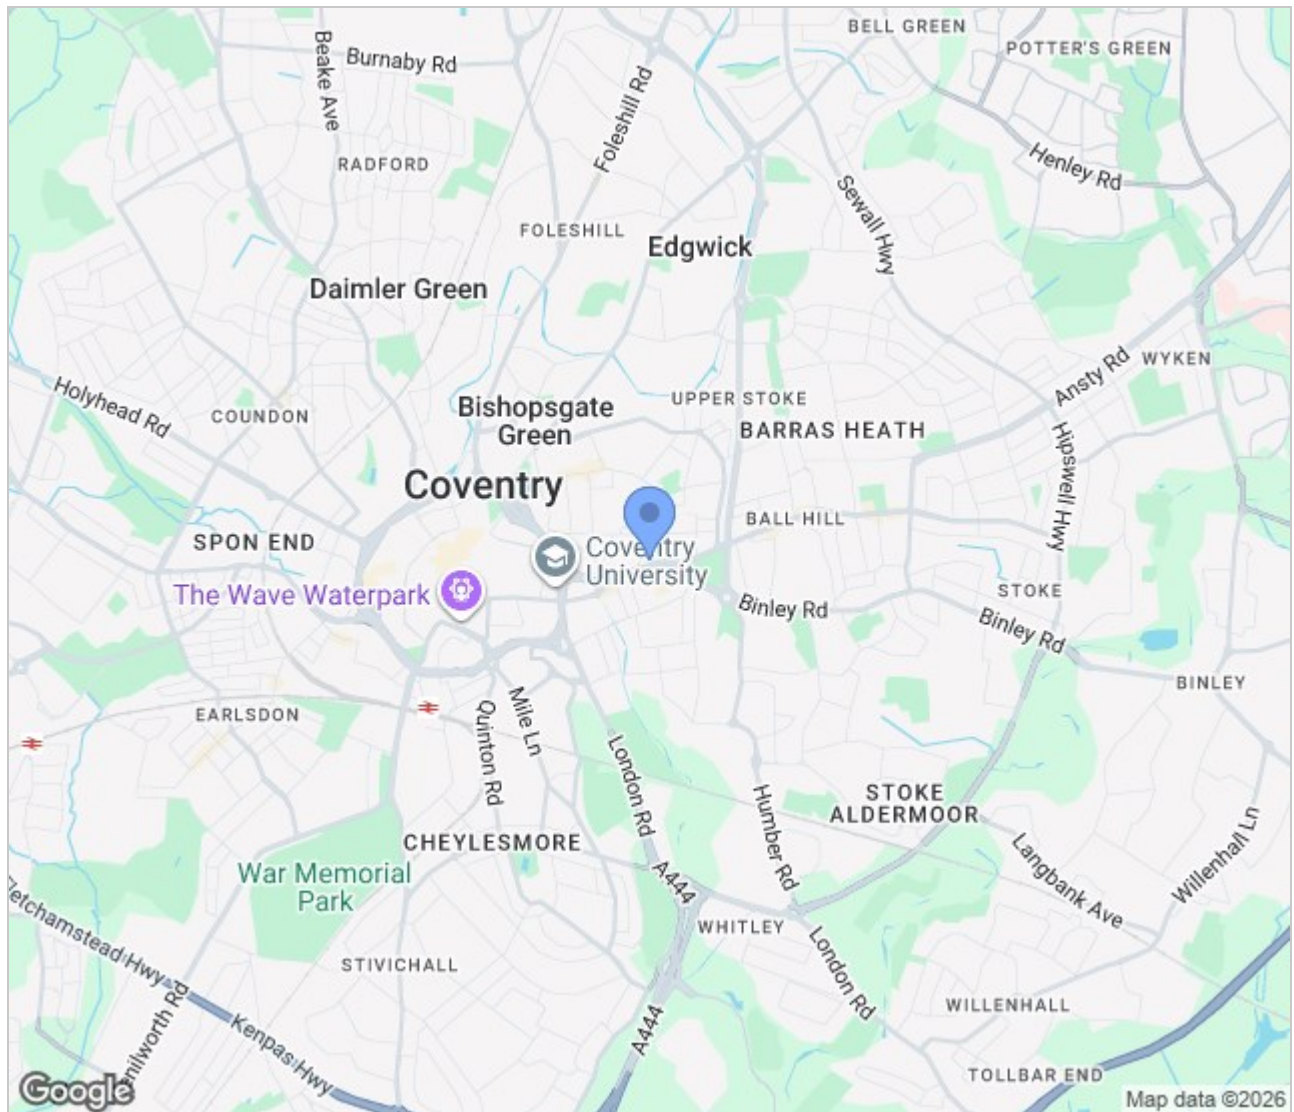 BELL GREEN
POTTER'S GREEN
Burnaby Rd
Beake Ave
Foleshill Rd
Henley Rd
RADFORD
Sewall Hwy
FOLESHILL
Edgwick
Daimler Green
WYKEN
Ansty Rd
Holyhead Rd
COUNDON
Bishopsgate
Green
UPPER STOKE
BARRAS HEATH
Hipswell Hwy
Coventry
BALL HILL
SPON END
Coventry
University
The Wave Waterpark
STOKE
Binley Rd
Binley Rd
BINLEY
EARLSDON
Quinton Rd
Mile Ln
London Rd
STOKE
ALDERMOOR
Humber Rd
CHEYLESMORE
Langbank Ave
Willenhall Ln
War Memorial
Park
A444
WHITLEY
London Rd
STIVICHALL
WILLENHALL
Kenpas Hwy
A444
TOLLBAR END
Google
Map data ©2026